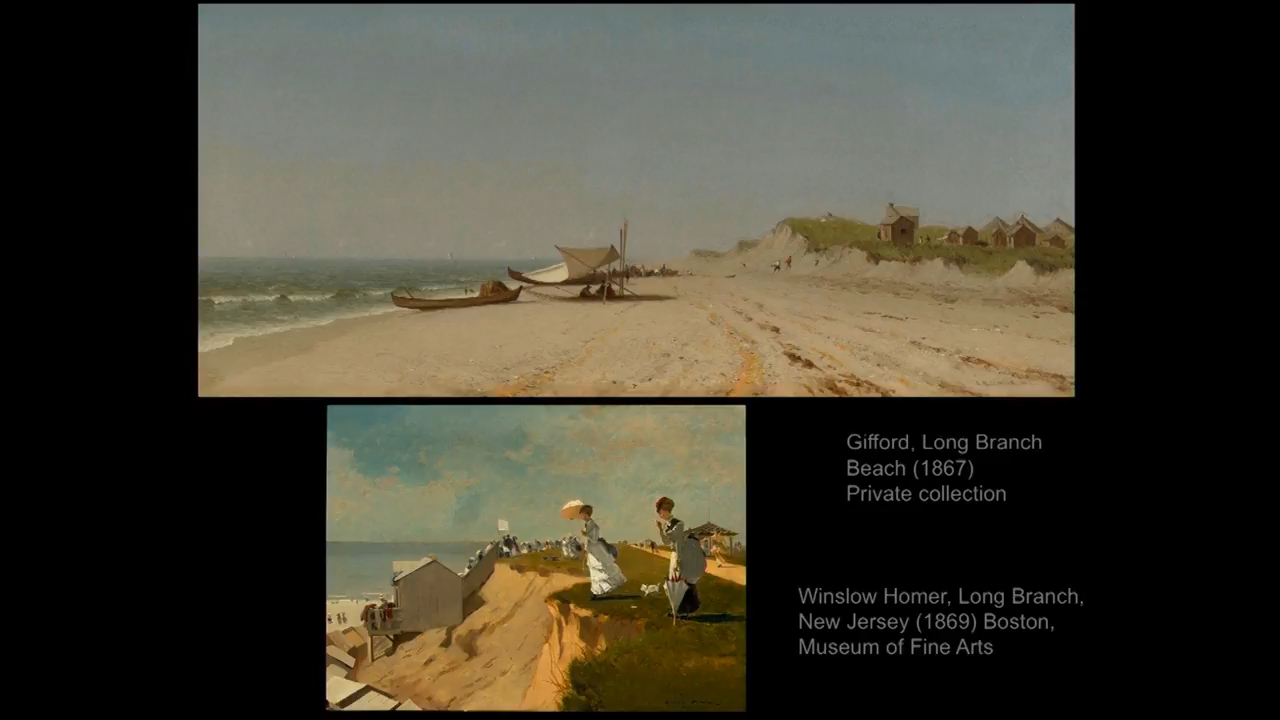 Gifford, Long Branch
Beach (1867)
Private collection
Winslow Homer, Long Branch,
New Jersey (1869) Boston,
Museum of Fine Arts